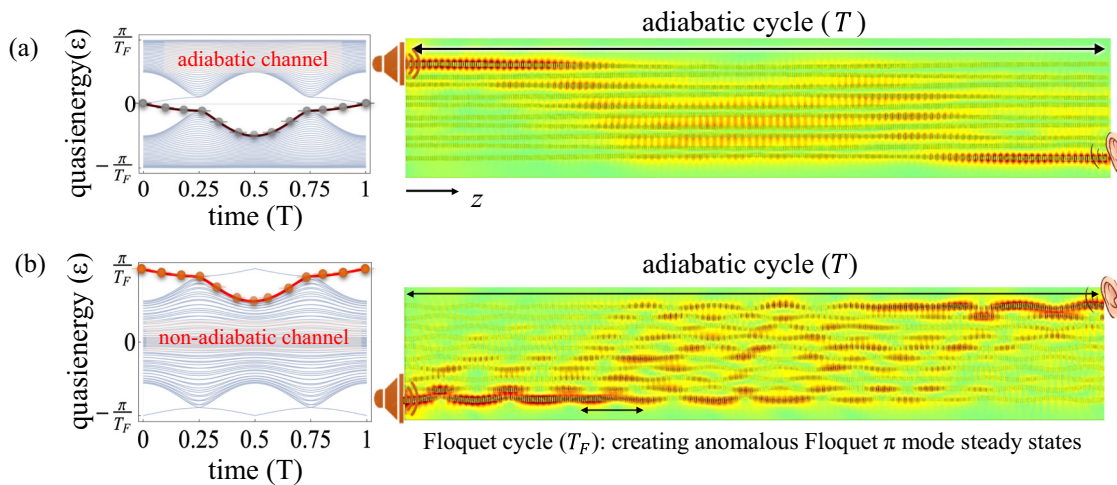 (a)
quasienergy(ε)
π/T_F
0
−π/T_F
adiabatic channel
0 0.25 0.5 0.75 1
time (T)
adiabatic cycle (T)
z
(b)
quasienergy (ε)
π/T_F
0
−π/T_F
non-adiabatic channel
0 0.25 0.5 0.75 1
time (T)
adiabatic cycle (T)
Floquet cycle (T_F): creating anomalous Floquet π mode steady states